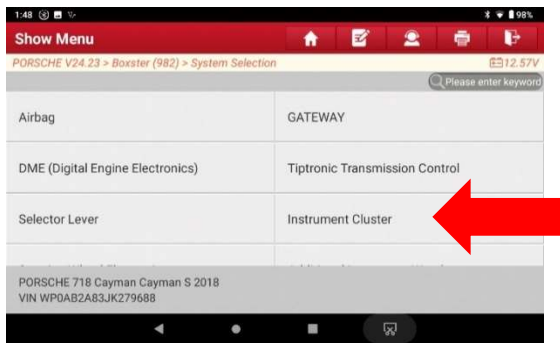 1:48
98%
Show Menu
PORSCHE V24.23 > Boxster (982) > System Selection
12.57V
Please enter keyword
Airbag
GATEWAY
DME (Digital Engine Electronics)
Tiptronic Transmission Control
Selector Lever
Instrument Cluster
PORSCHE 718 Cayman Cayman S 2018
VIN WP0AB2A83JK279688